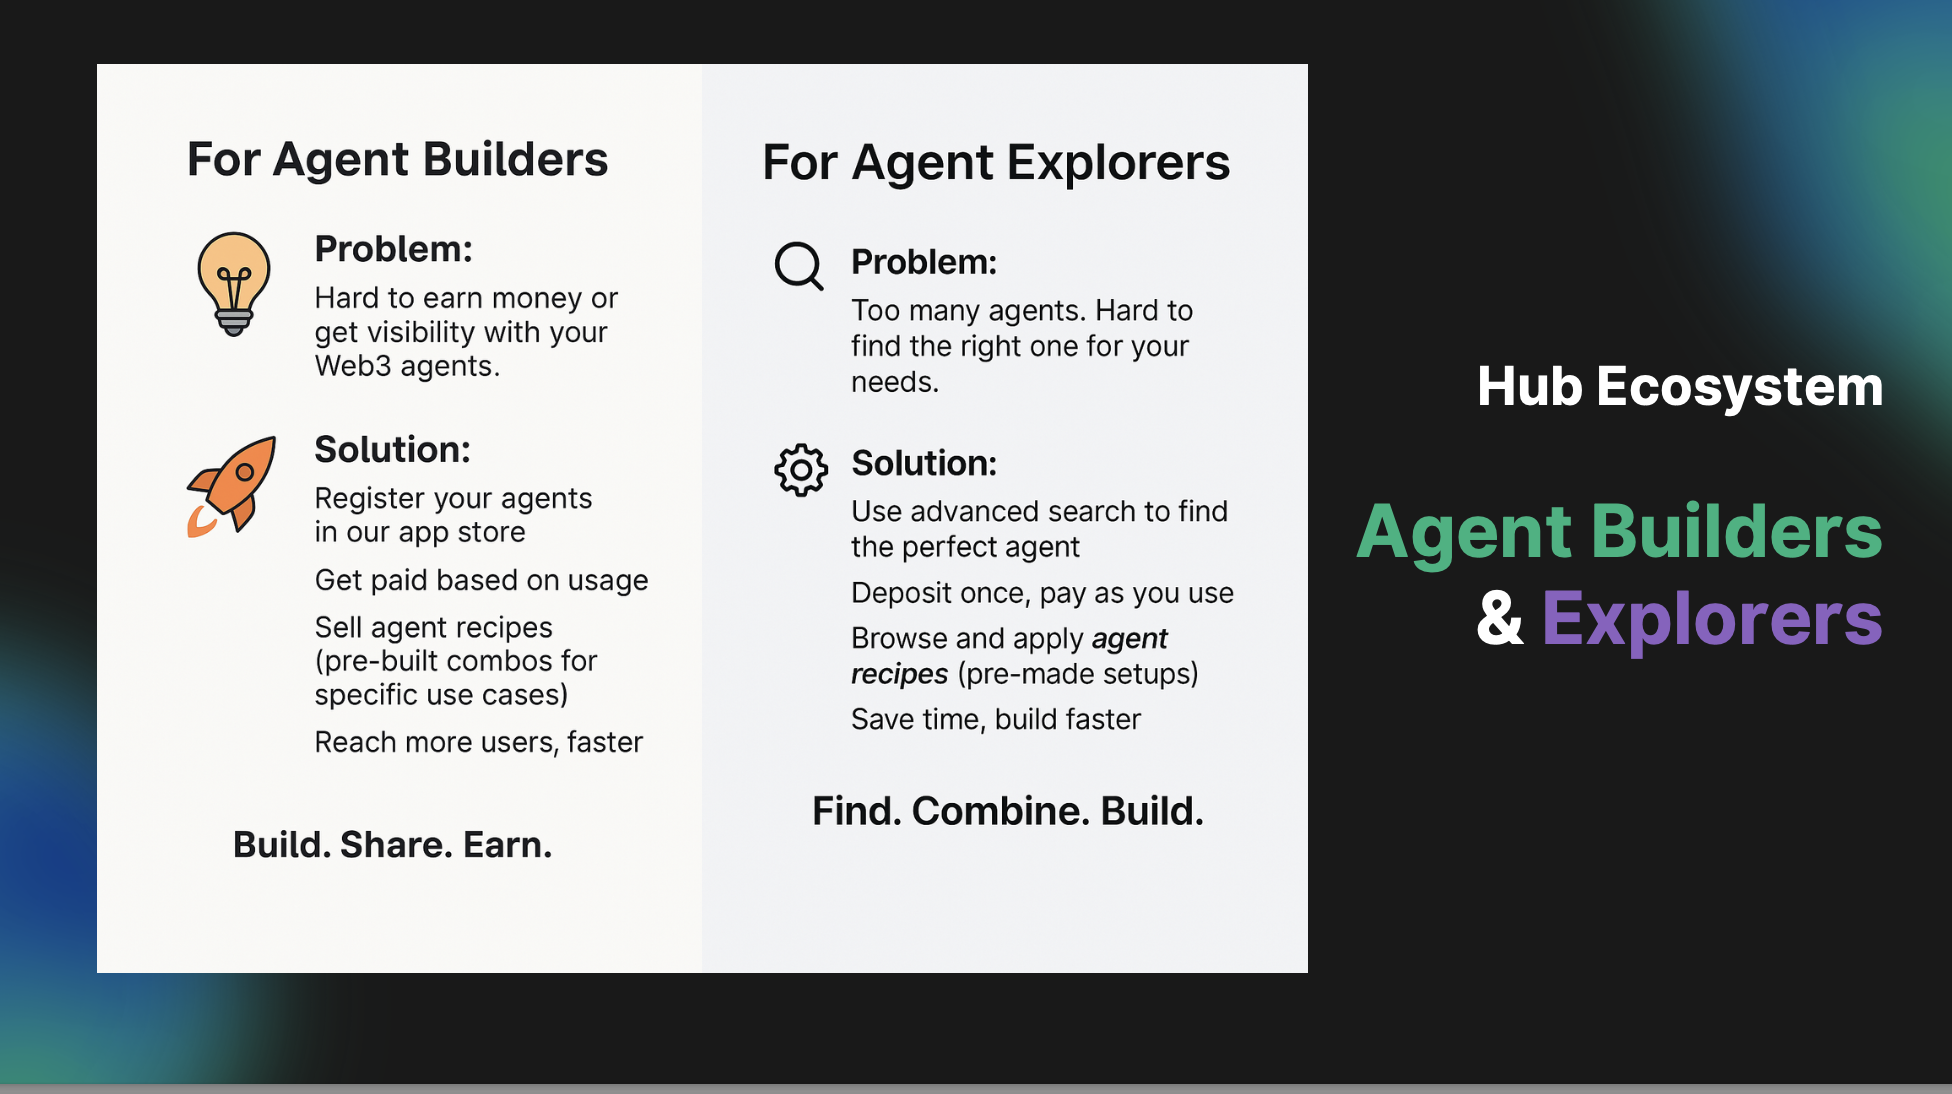 For Agent Builders
Problem:
Hard to earn money or
get visibility with your
Web3 agents.
Solution:
Register your agents
in our app store
Get paid based on usage
Sell agent recipes
(pre-built combos for
specific use cases)
Reach more users, faster
Build. Share. Earn.
For Agent Explorers
Problem:
Too many agents. Hard to
find the right one for your
needs.
Solution:
Use advanced search to find
the perfect agent
Deposit once, pay as you use
Browse and apply agent
recipes (pre-made setups)
Save time, build faster
Find. Combine. Build.
Hub Ecosystem
Agent Builders
& Explorers